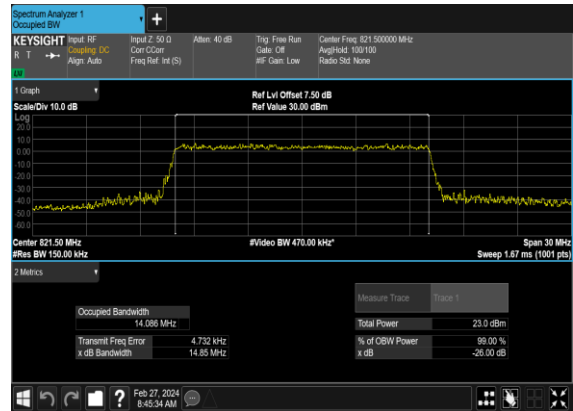 Spectrum Analyzer 1
Occupied BW
+
KEYSIGHT
R T
LW
Input: RF
Coupling: DC
Align: Auto
Input Z: 50 Ω
Corr CCorr
Freq Ref: Int (S)
Atten: 40 dB
Trig: Free Run
Gate: Off
#IF Gain: Low
Center Freq: 821.500000 MHz
Avg|Hold: 100/100
Radio Std: None
1 Graph
Scale/Div 10.0 dB
Ref Lvl Offset 7.50 dB
Ref Value 30.00 dBm
Log
20.0
10.0
0.00
-10.0
-20.0
-30.0
-40.0
-50.0
-60.0
Center 821.50 MHz
#Res BW 150.00 kHz
#Video BW 470.00 kHz*
Span 30 MHz
Sweep 1.67 ms (1001 pts)
2 Metrics
Measure Trace Trace 1
Occupied Bandwidth
14.086 MHz
Total Power 23.0 dBm
Transmit Freq Error 4.732 kHz
% of OBW Power 99.00 %
x dB Bandwidth 14.85 MHz
x dB -26.00 dB
?
Feb 27, 2024
8:45:34 AM